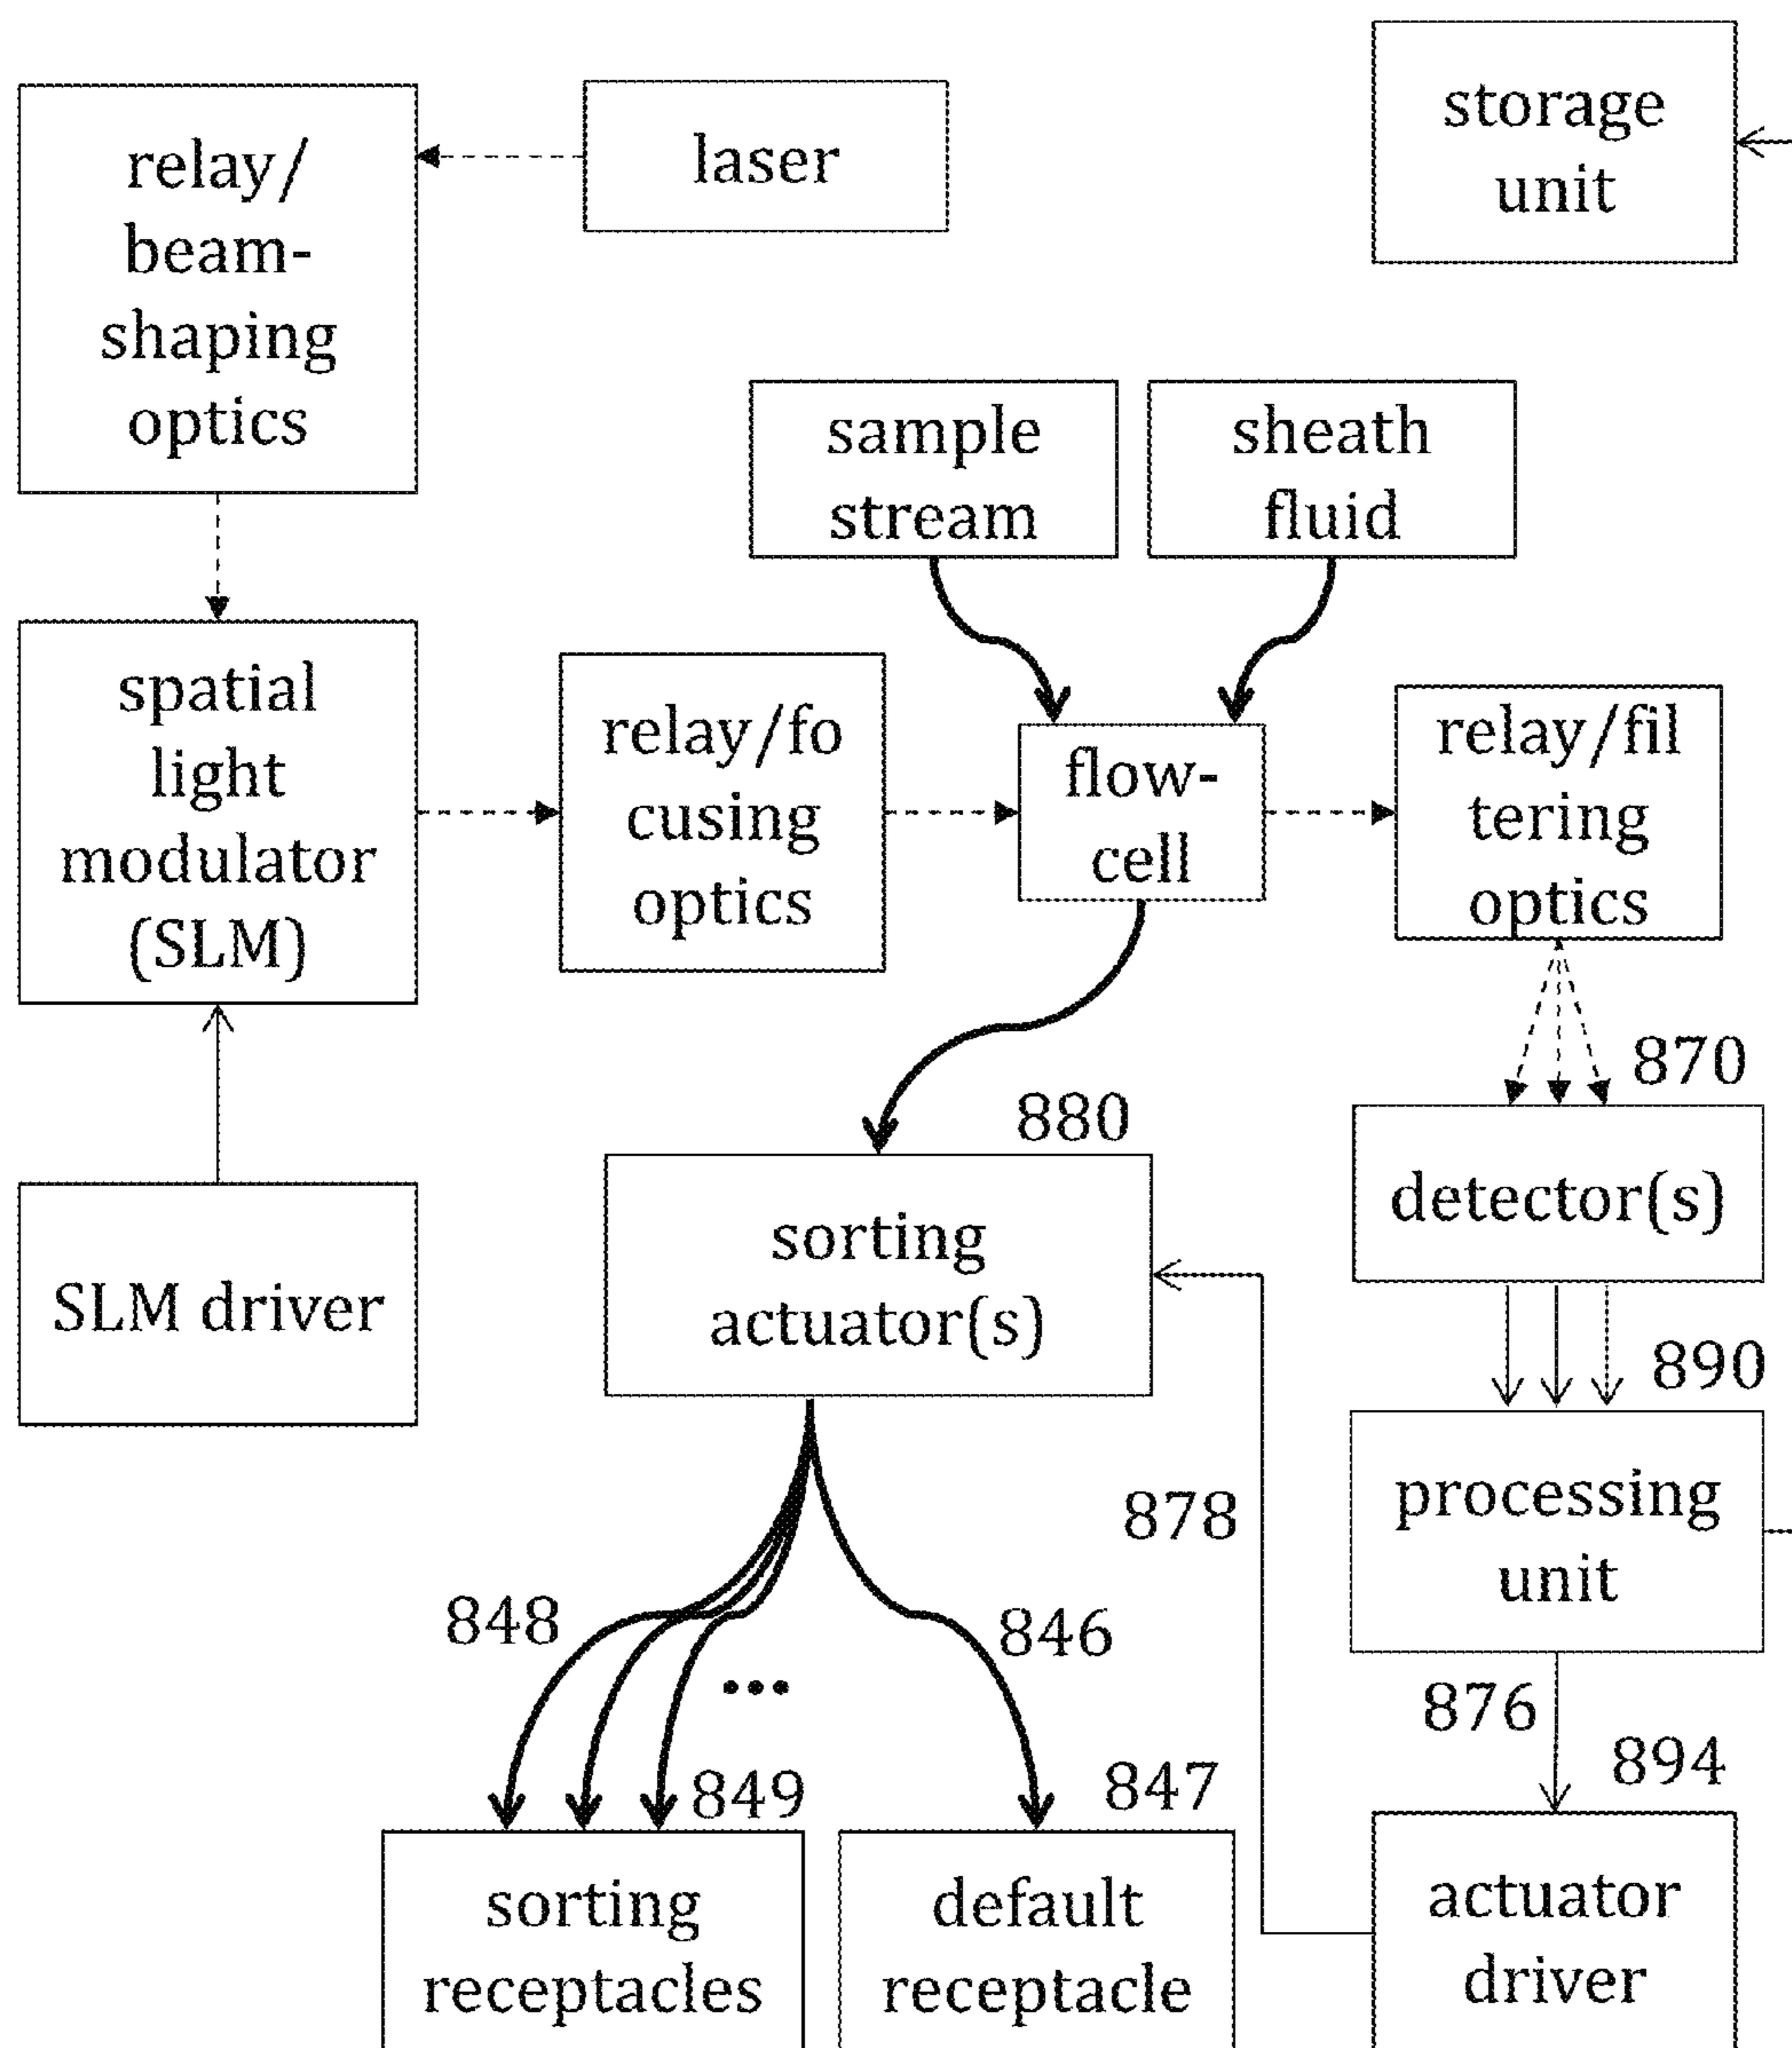 relay/
beam-
shaping
optics
laser
storage
unit
sample
stream
sheath
fluid
spatial
light
modulator
(SLM)
relay/fo
cusing
optics
flow-
cell
relay/fil
tering
optics
870
880
detector(s)
SLM driver
sorting
actuator(s)
890
processing
unit
878
848
846
...
876
894
849
847
sorting
receptacles
default
receptacle
actuator
driver